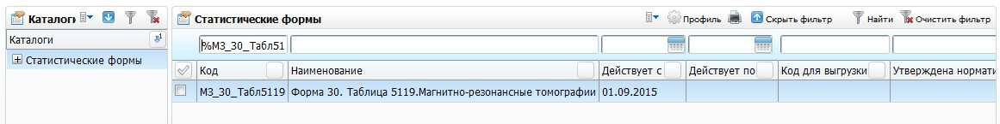 Каталоги
Каталоги
Статистические формы
Статистические формы
Профиль Скрыть фильтр Найти Очистить фильтр
%МЗ_30_Табл51
Код Наименование Действует с Действует по Код для выгрузки Утверждена нормати
МЗ_30_Табл5119 Форма 30. Таблица 5119.Магнитно-резонансные томографии 01.09.2015